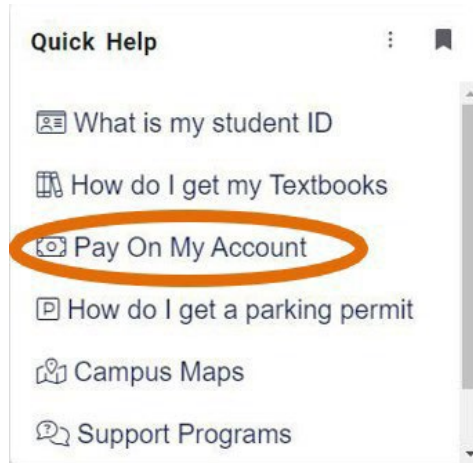 Quick Help
What is my student ID
How do I get my Textbooks
Pay On My Account
P How do I get a parking permit
Campus Maps
Support Programs